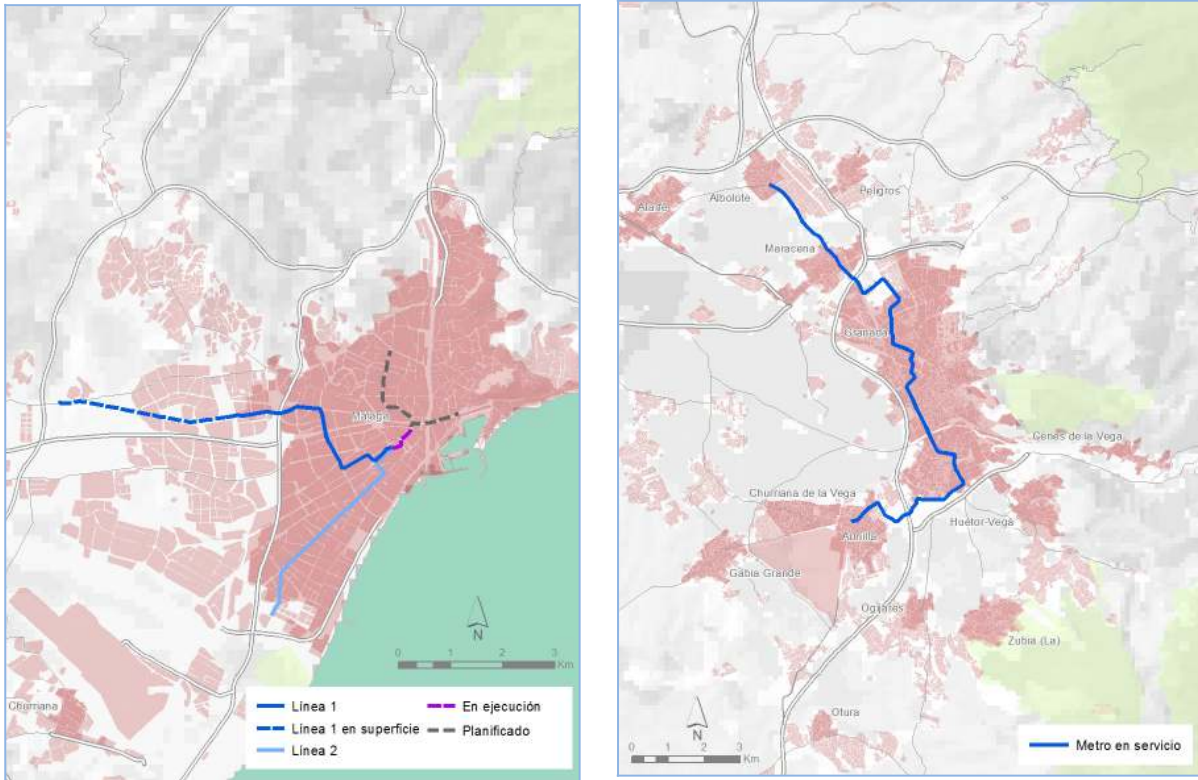 Málaga
N
0 1 2 3
Km
Churriana
Línea 1
Línea 1 en superficie
Línea 2
En ejecución
Planificado
Albolote
Peligros
Atarfe
Maracena
Granada
Cenes de la Vega
Churriana de la Vega
Huétor-Vega
Armilla
Gabia Grande
Ogíjares
Zubia (La)
Otura
N
0 1 2 3
Km
Metro en servicio